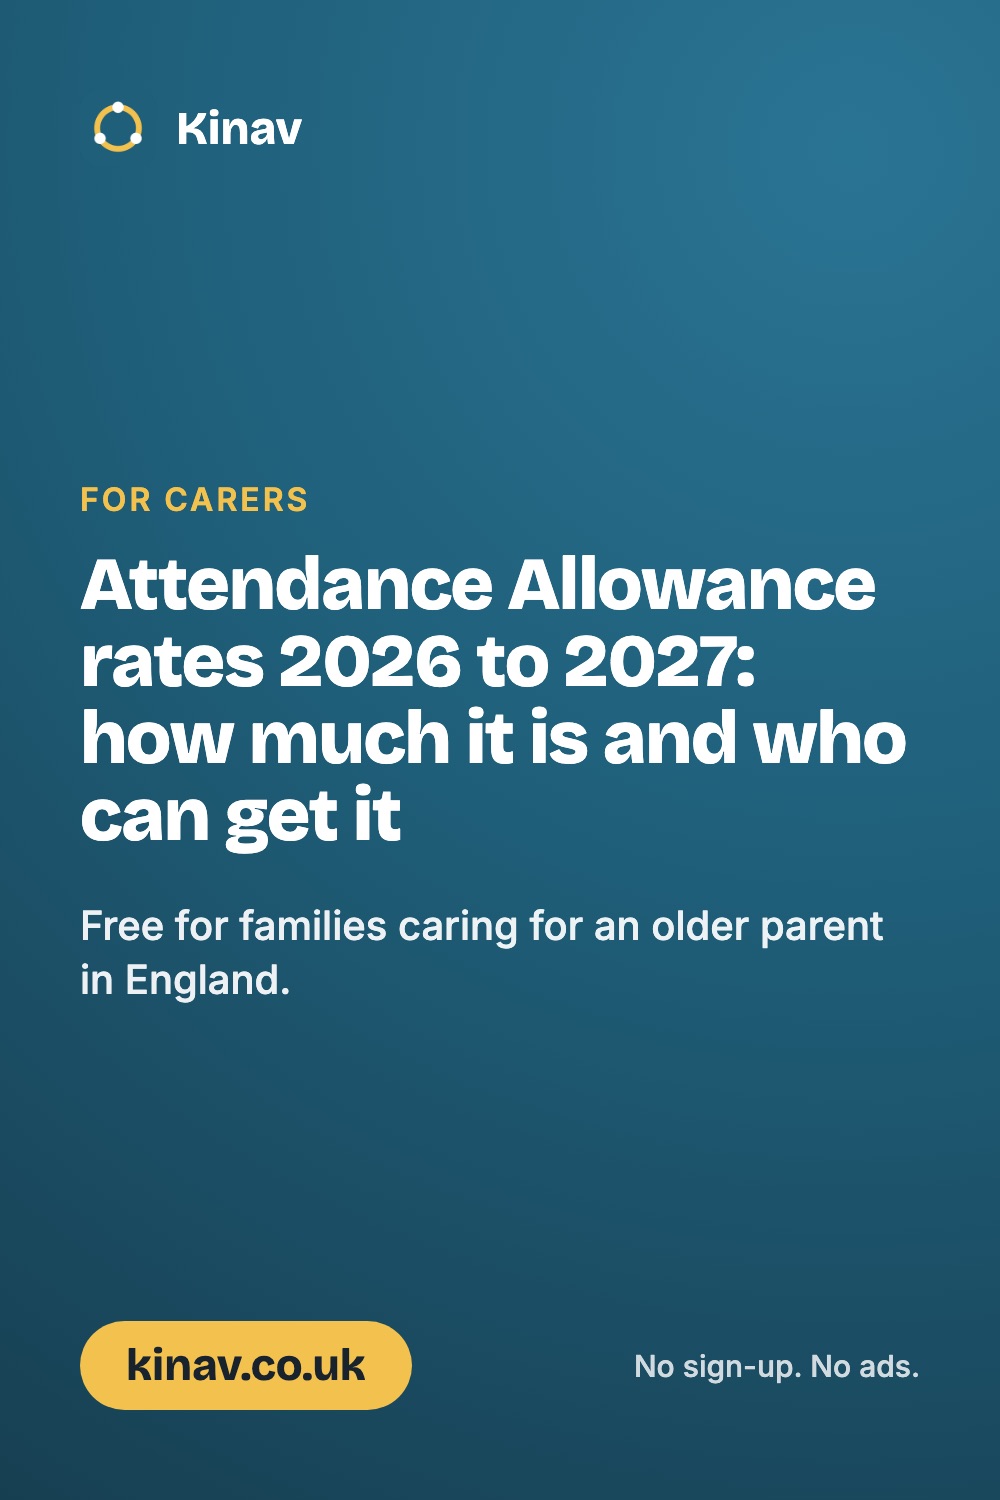 Kinav
FOR CARERS
Attendance Allowance
rates 2026 to 2027:
how much it is and who
can get it
Free for families caring for an older parent
in England.
kinav.co.uk
No sign-up. No ads.